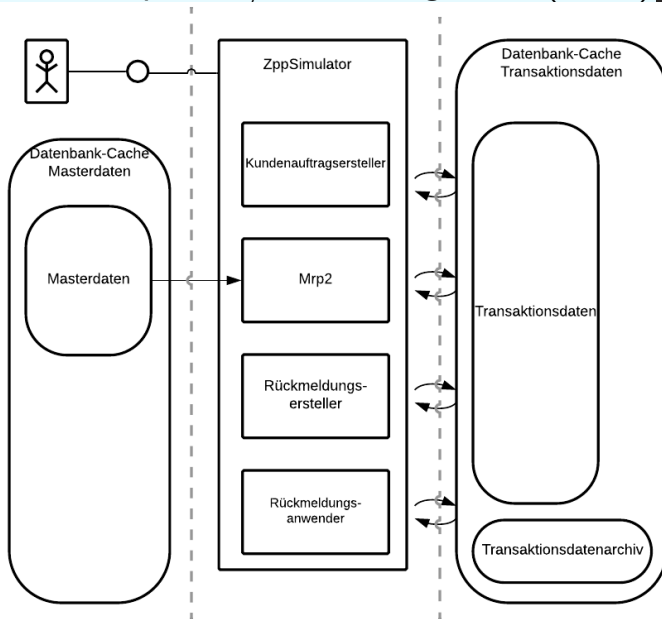 ZppSimulator
Datenbank-Cache
Transaktionsdaten
Datenbank-Cache
Masterdaten
Kundenauftragsersteller
Masterdaten
Mrp2
Transaktionsdaten
Rückmeldungs-
ersteller
Rückmeldungs-
anwender
Transaktionsdatenarchiv